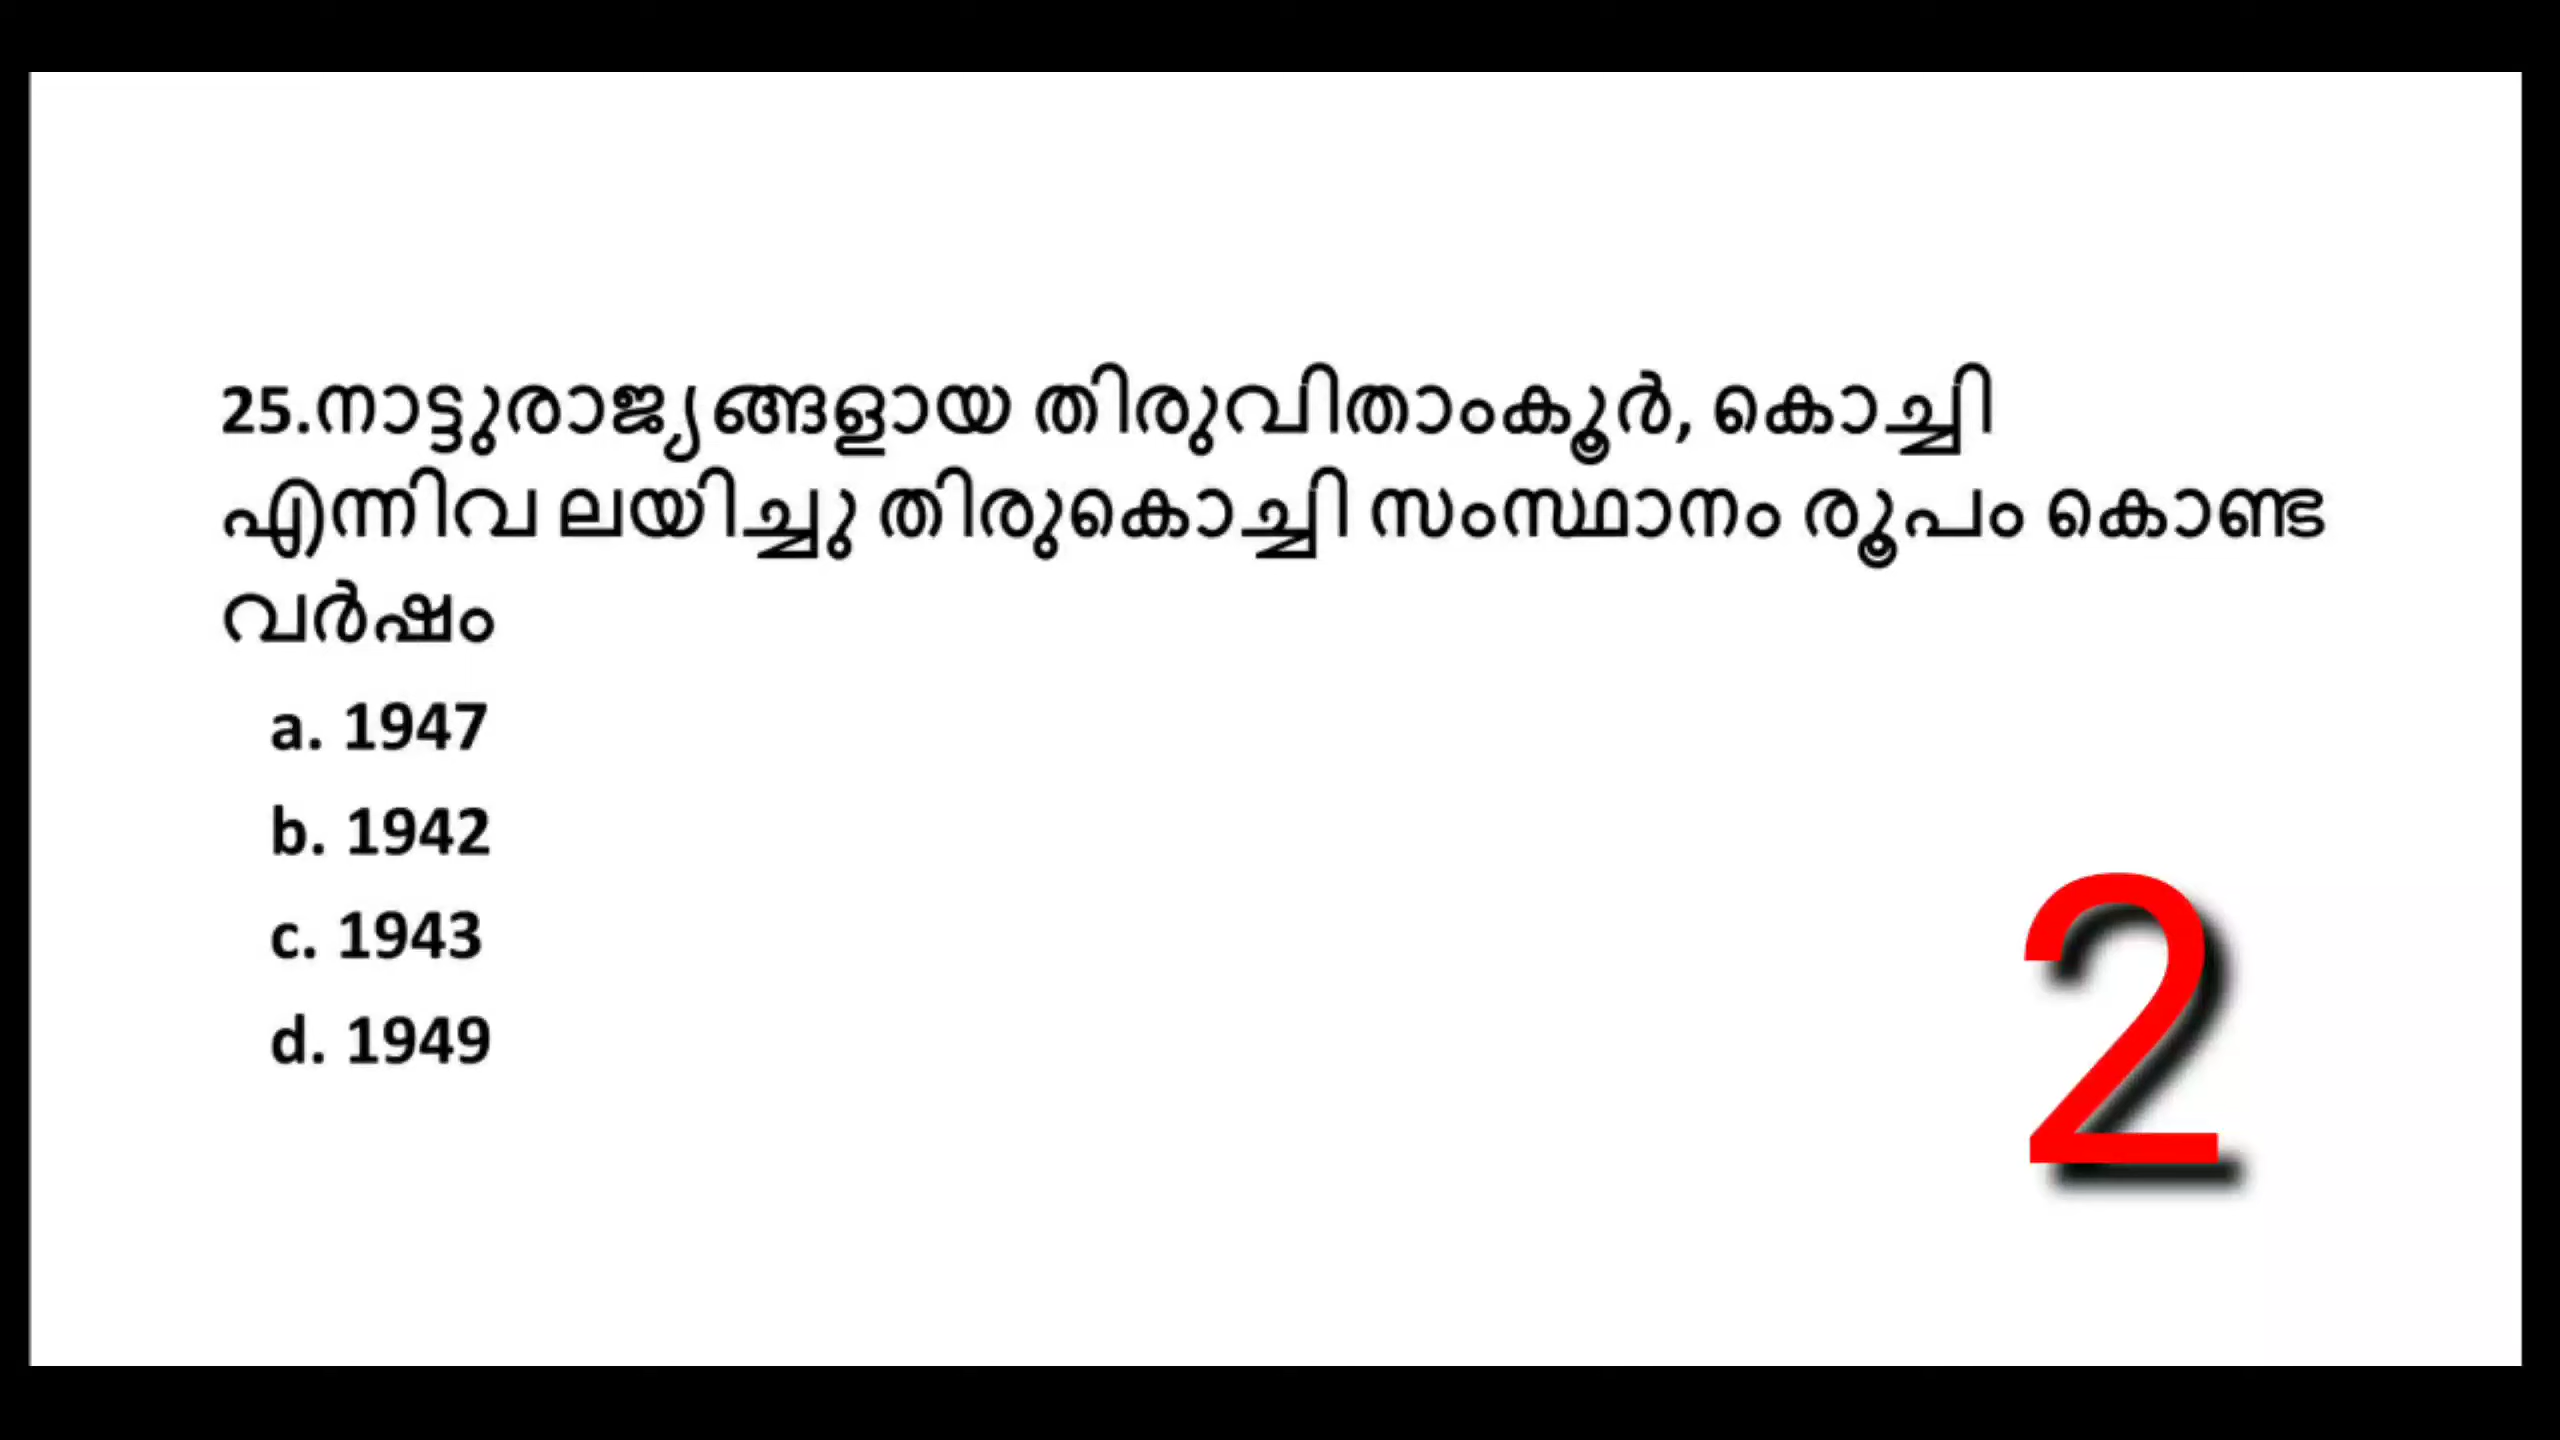 25.നാട്ടുരാജ്യങ്ങളായ തിരുവിതാംകൂർ, കൊച്ചി
എന്നിവ ലയിച്ചു തിരുകൊച്ചി സംസ്ഥാനം രൂപം കൊണ്ട
വർഷം
a. 1947
b. 1942
c. 1943
d. 1949
2